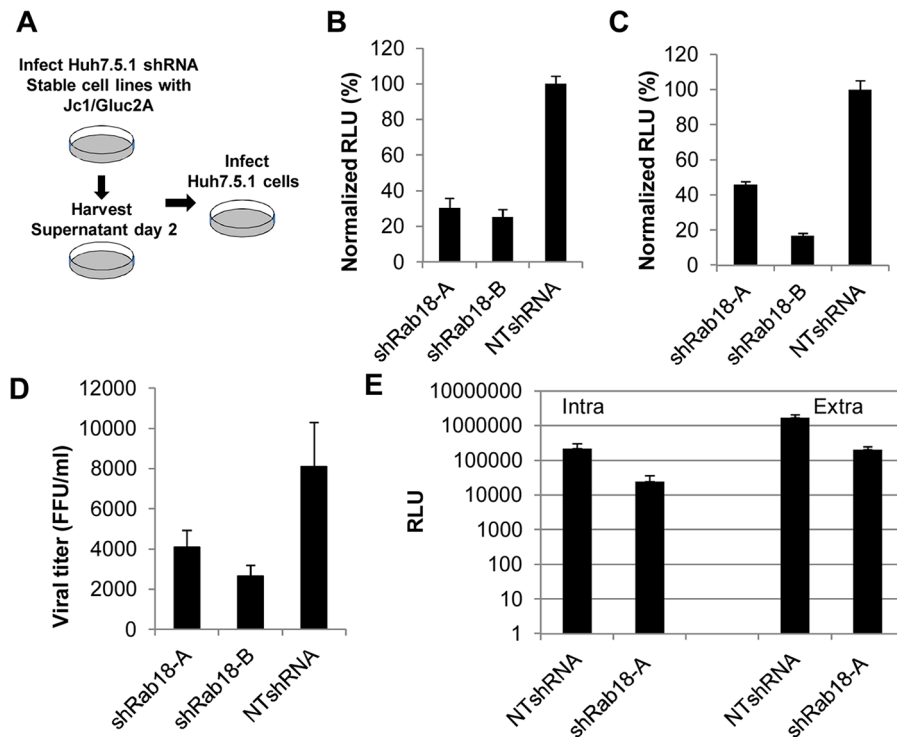 A
Infect Huh7.5.1 shRNA
Stable cell lines with
Jc1/Gluc2A
Harvest
Supernatant day 2
Infect
Huh7.5.1 cells
B
Normalized RLU (%)
120
100
80
60
40
20
0
shRab18-A
shRab18-B
NTshRNA
C
Normalized RLU (%)
120
100
80
60
40
20
0
shRab18-A
shRab18-B
NTshRNA
D
Viral titer (FFU/ml)
12000
10000
8000
6000
4000
2000
0
shRab18-A
shRab18-B
NTshRNA
E
RLU
10000000
1000000
100000
10000
1000
100
10
1
Intra
Extra
NTshRNA
shRab18-A
NTshRNA
shRab18-A